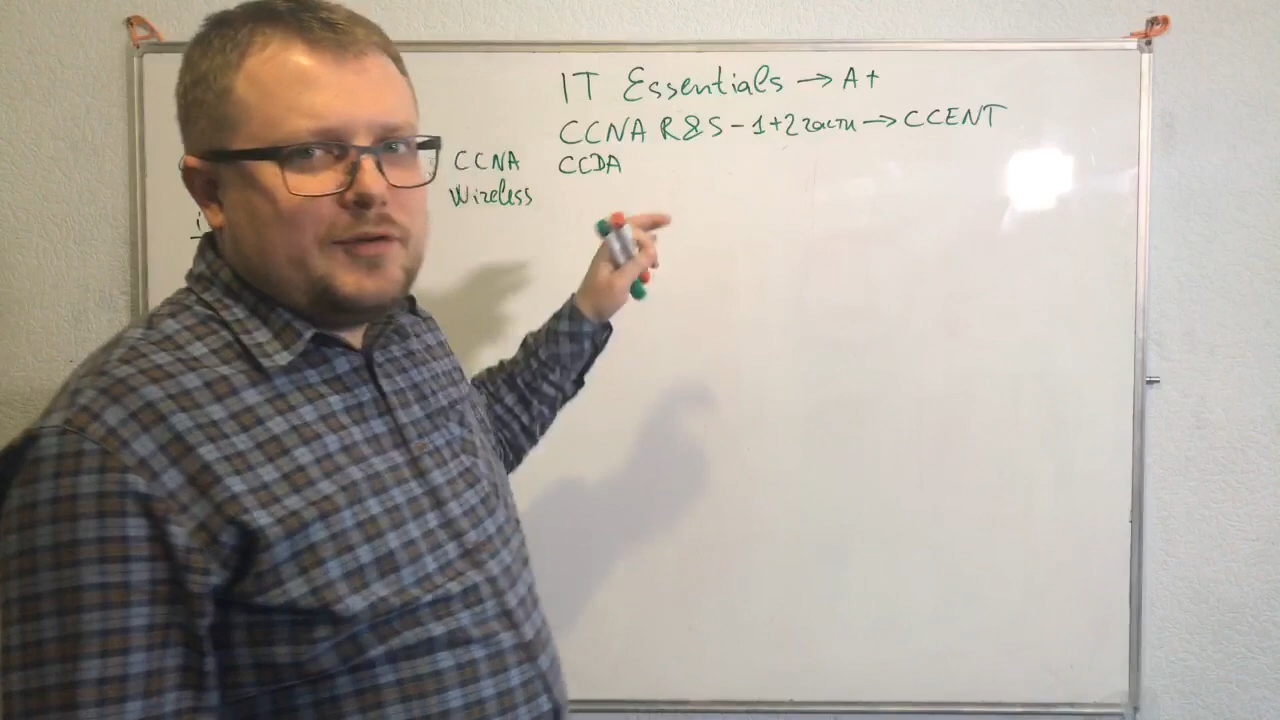 IT Essentials → A+
CCNA R&S - 1+2 части → CCENT
CCNA
Wireless
CCDA